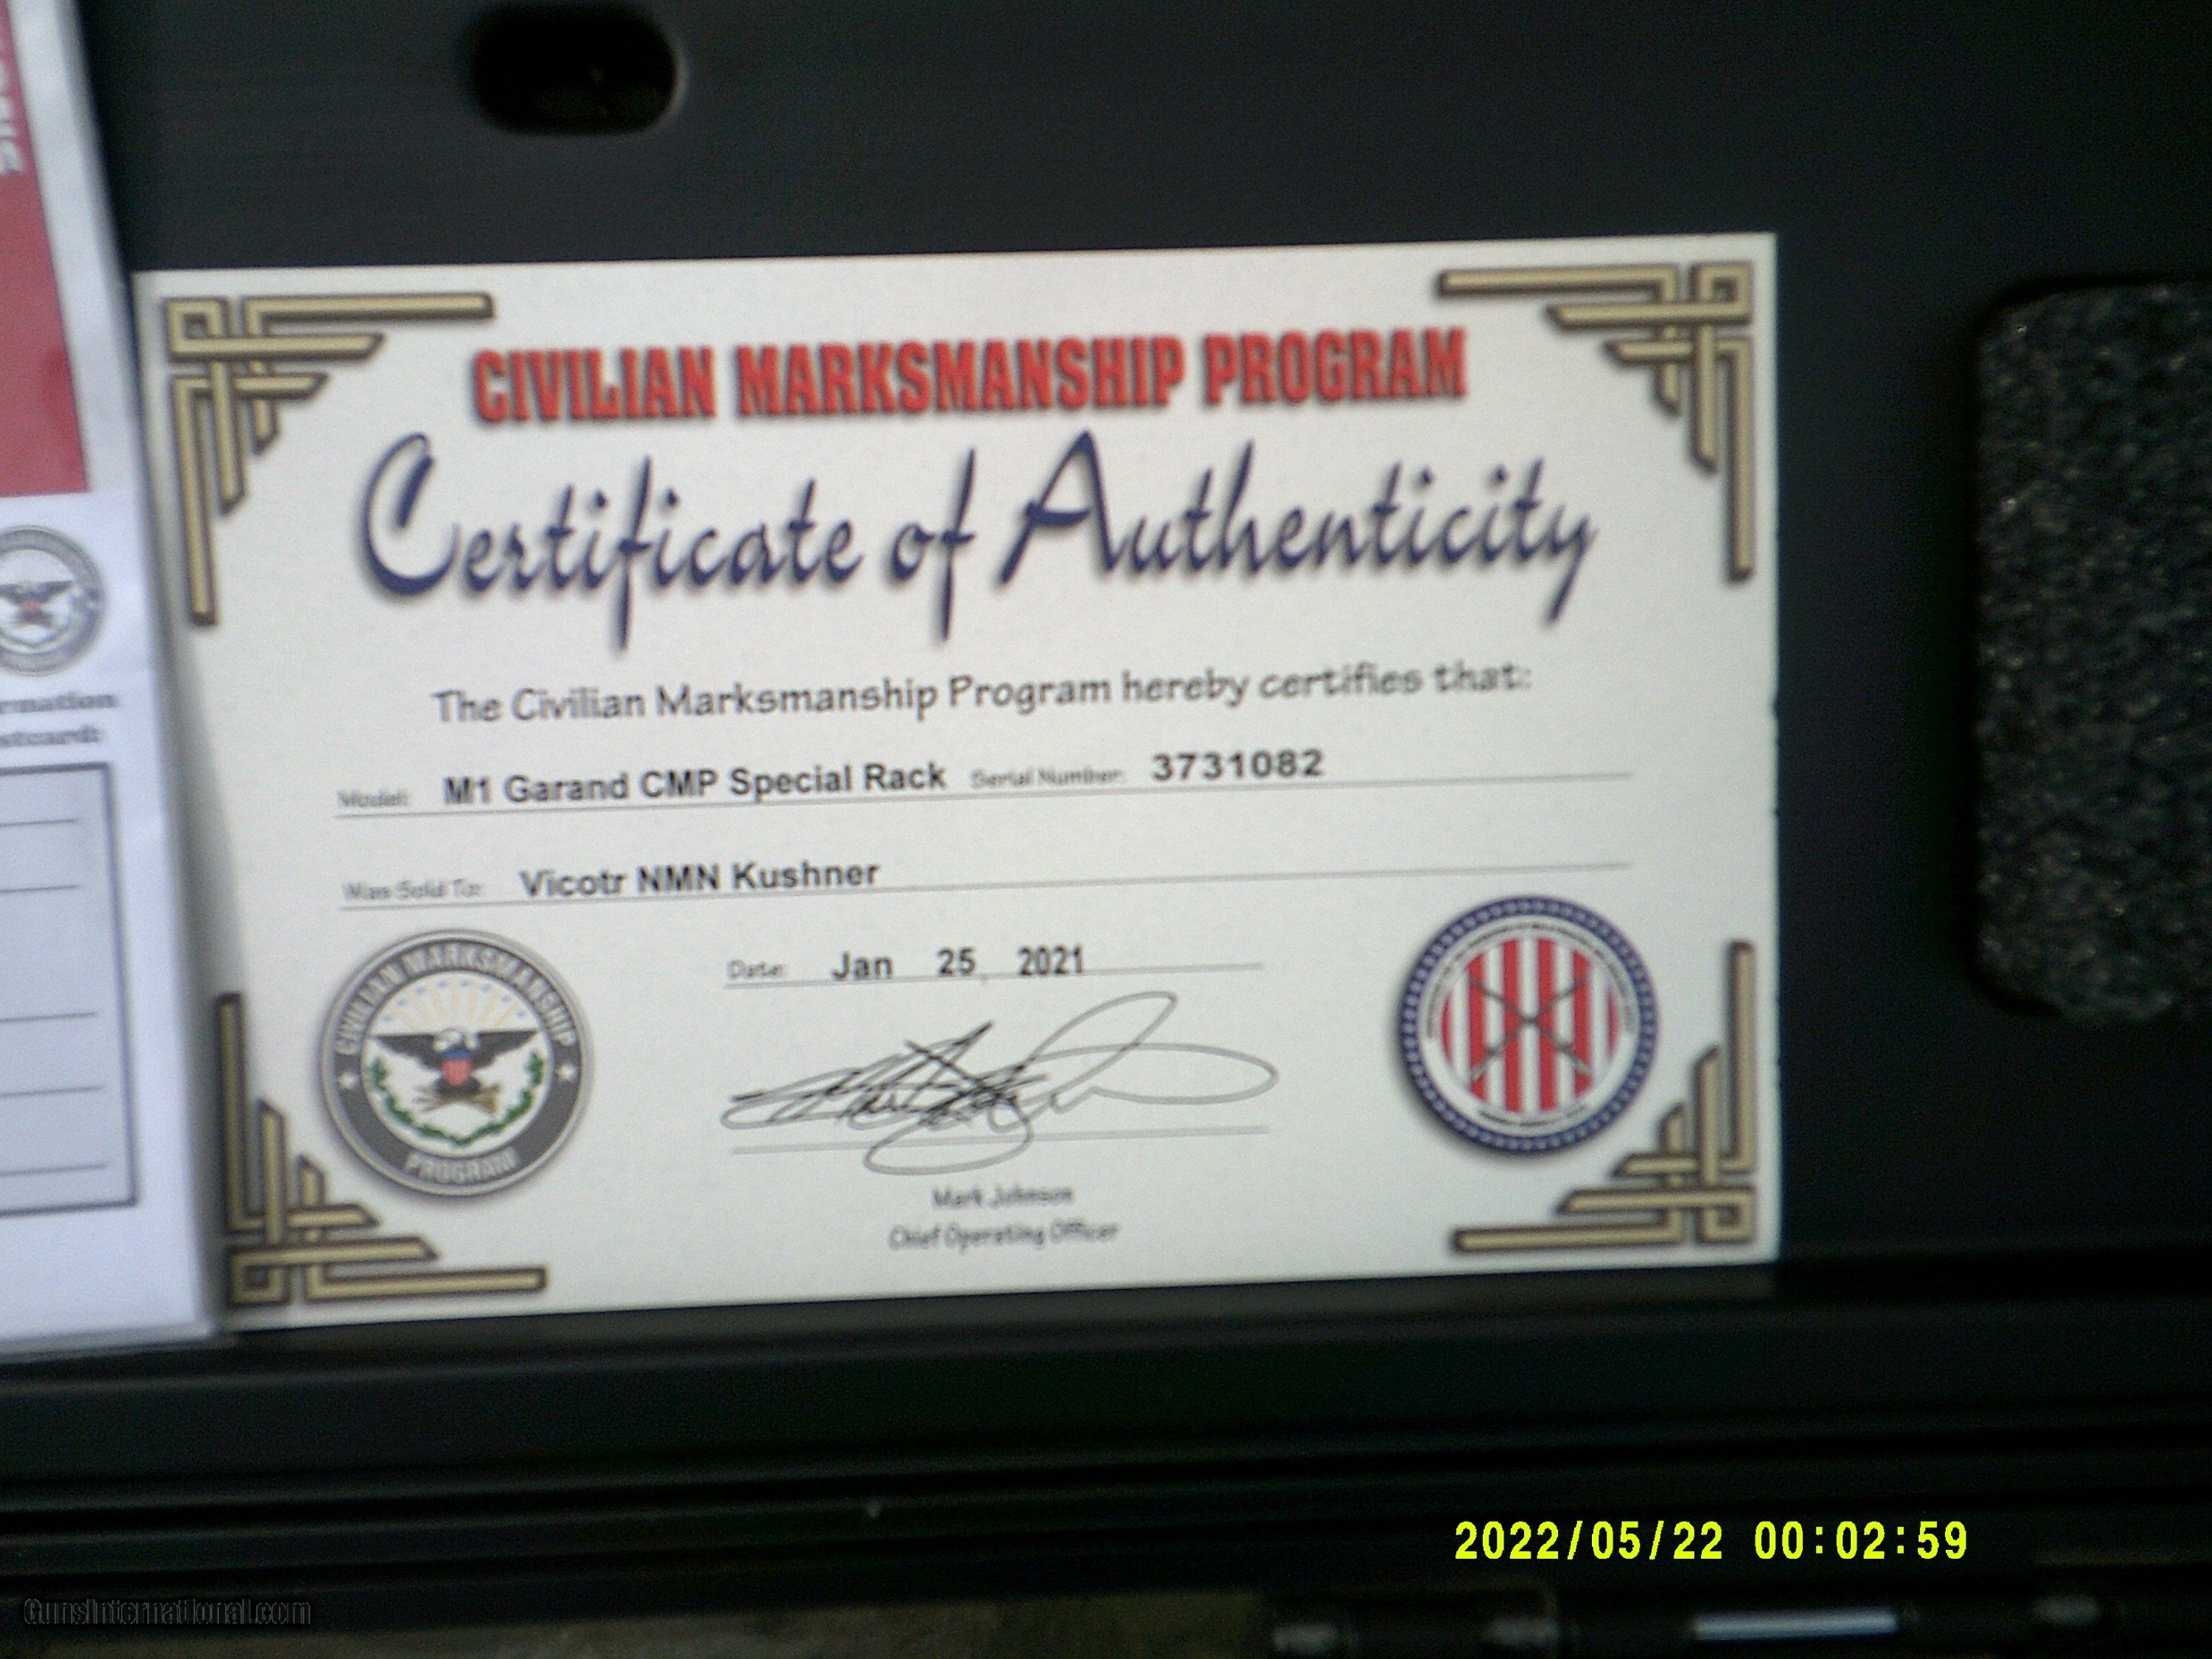 CIVILIAN MARKSMANSHIP PROGRAM
Certificate of Authenticity
The Civilian Marksmanship Program hereby certifies that:
Model: M1 Garand CMP Special Rack Serial Number: 3731082
Was Sold To: Vicotr NMN Kushner
Date: Jan 25, 2021
CIVILIAN MARKSMANSHIP
PROGRAM
Mark Johnson
Chief Operating Officer
rmation
stcard:
2022/05/22 00:02:59
GunsInternational.com